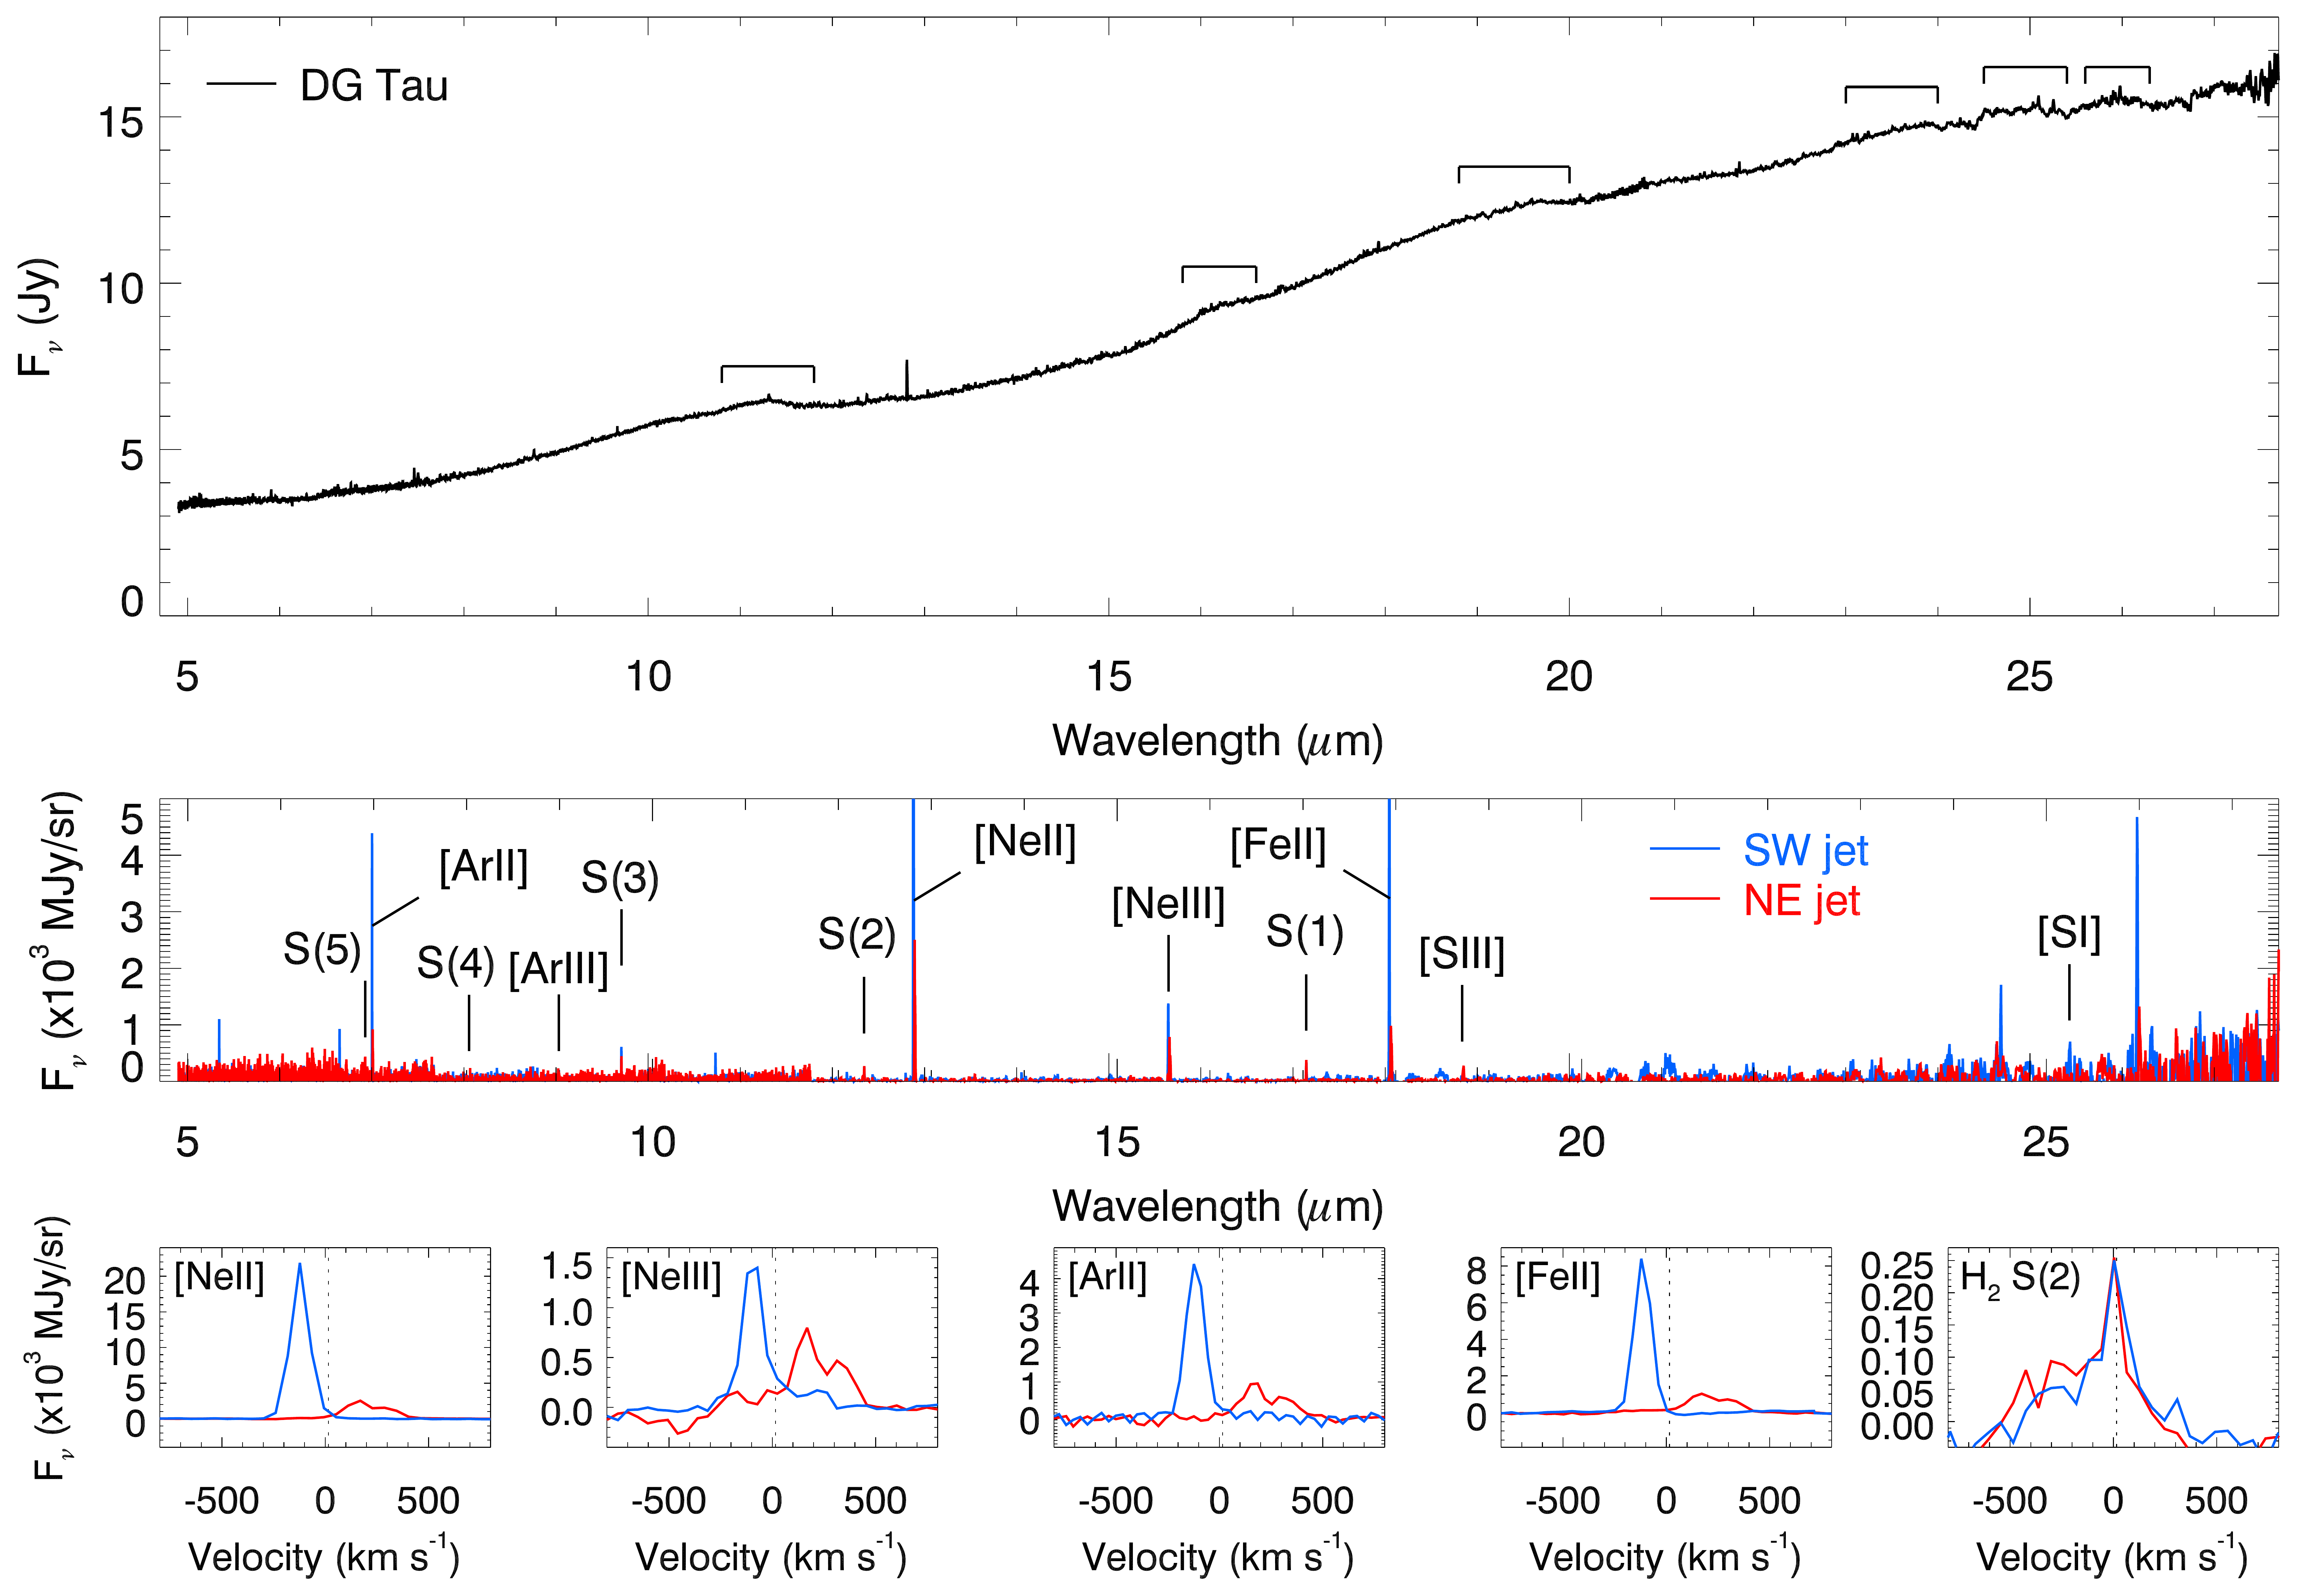 DG Tau
15
10
5
0
F ν (Jy)
5 10 15 20 25
Wavelength (μm)
5
4
3
2
1
0
F ν (x10 3 MJy/sr)
[ArII] [NeII] [FeII] SW jet
S(3) [NeIII] NE jet
S(5) S(4) [ArIII] S(2) S(1) [SIII] [SI]
5 10 15 20 25
Wavelength (μm)
F ν (x10 3 MJy/sr)
[NeII]
20
15
10
5
0
-500 0 500
Velocity (km s-1)
[NeIII]
1.5
1.0
0.5
0.0
-500 0 500
Velocity (km s-1)
[ArII]
4
3
2
1
0
-500 0 500
Velocity (km s-1)
[FeII]
8
6
4
2
0
-500 0 500
Velocity (km s-1)
H2 S(2)
0.25
0.20
0.15
0.10
0.05
0.00
-500 0 500
Velocity (km s-1)